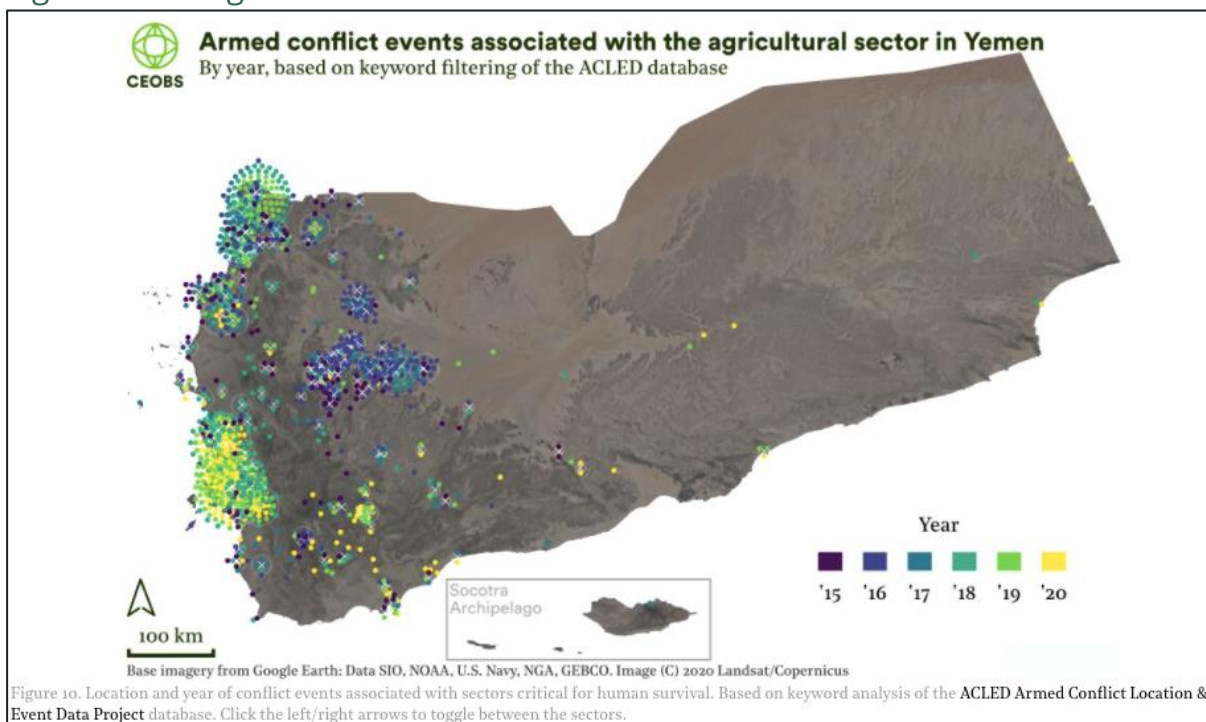 Armed conflict events associated with the agricultural sector in Yemen
By year, based on keyword filtering of the ACLED database
CEOBS
Year
'15 '16 '17 '18 '19 '20
Socotra
Archipelago
100 km
Base imagery from Google Earth: Data SIO, NOAA, U.S. Navy, NGA, GEBCO. Image (C) 2020 Landsat/Copernicus
Figure 10. Location and year of conflict events associated with sectors critical for human survival. Based on keyword analysis of the ACLED Armed Conflict Location &
Event Data Project database. Click the left/right arrows to toggle between the sectors.